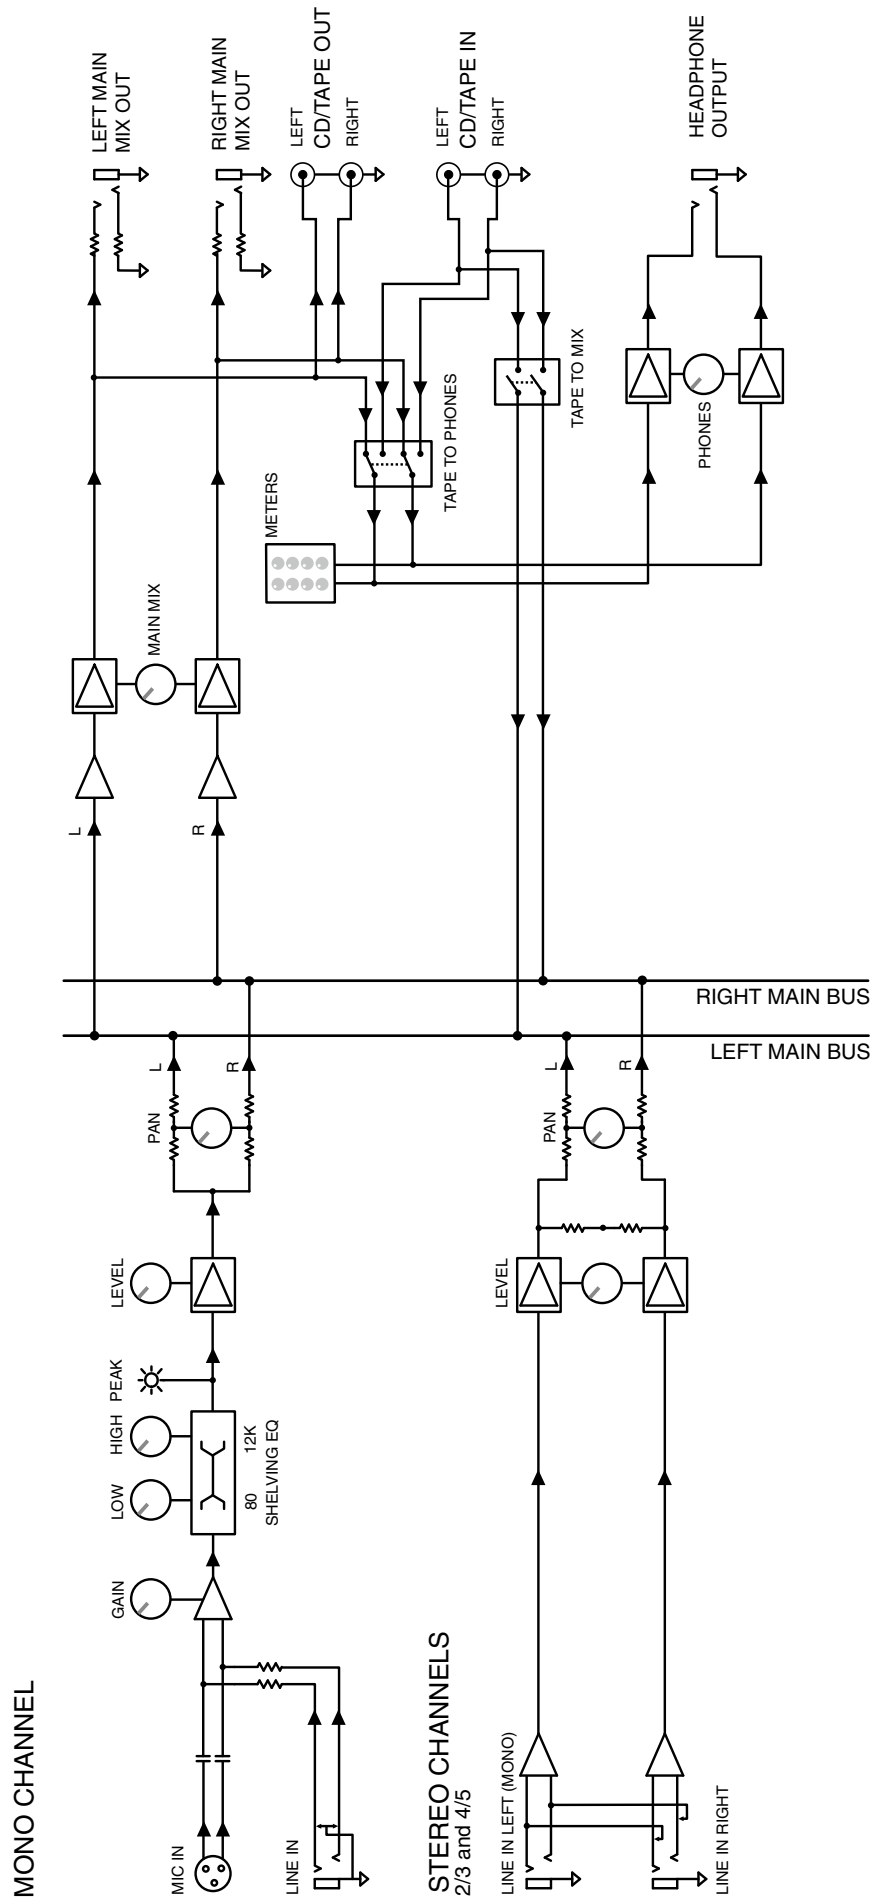 LEFT MAIN
MIX OUT
RIGHT MAIN
MIX OUT
LEFT
CD/TAPE OUT
RIGHT
LEFT
CD/TAPE IN
RIGHT
HEADPHONE
OUTPUT
TAPE TO PHONES
TAPE TO MIX
PHONES
METERS
MAIN MIX
L
R
RIGHT MAIN BUS
LEFT MAIN BUS
L
R
PAN
L
R
PAN
LEVEL
LEVEL
PEAK
HIGH
LOW
80 12K
SHELVING EQ
GAIN
MONO CHANNEL
MIC IN
LINE IN
STEREO CHANNELS
2/3 and 4/5
LINE IN LEFT (MONO)
LINE IN RIGHT